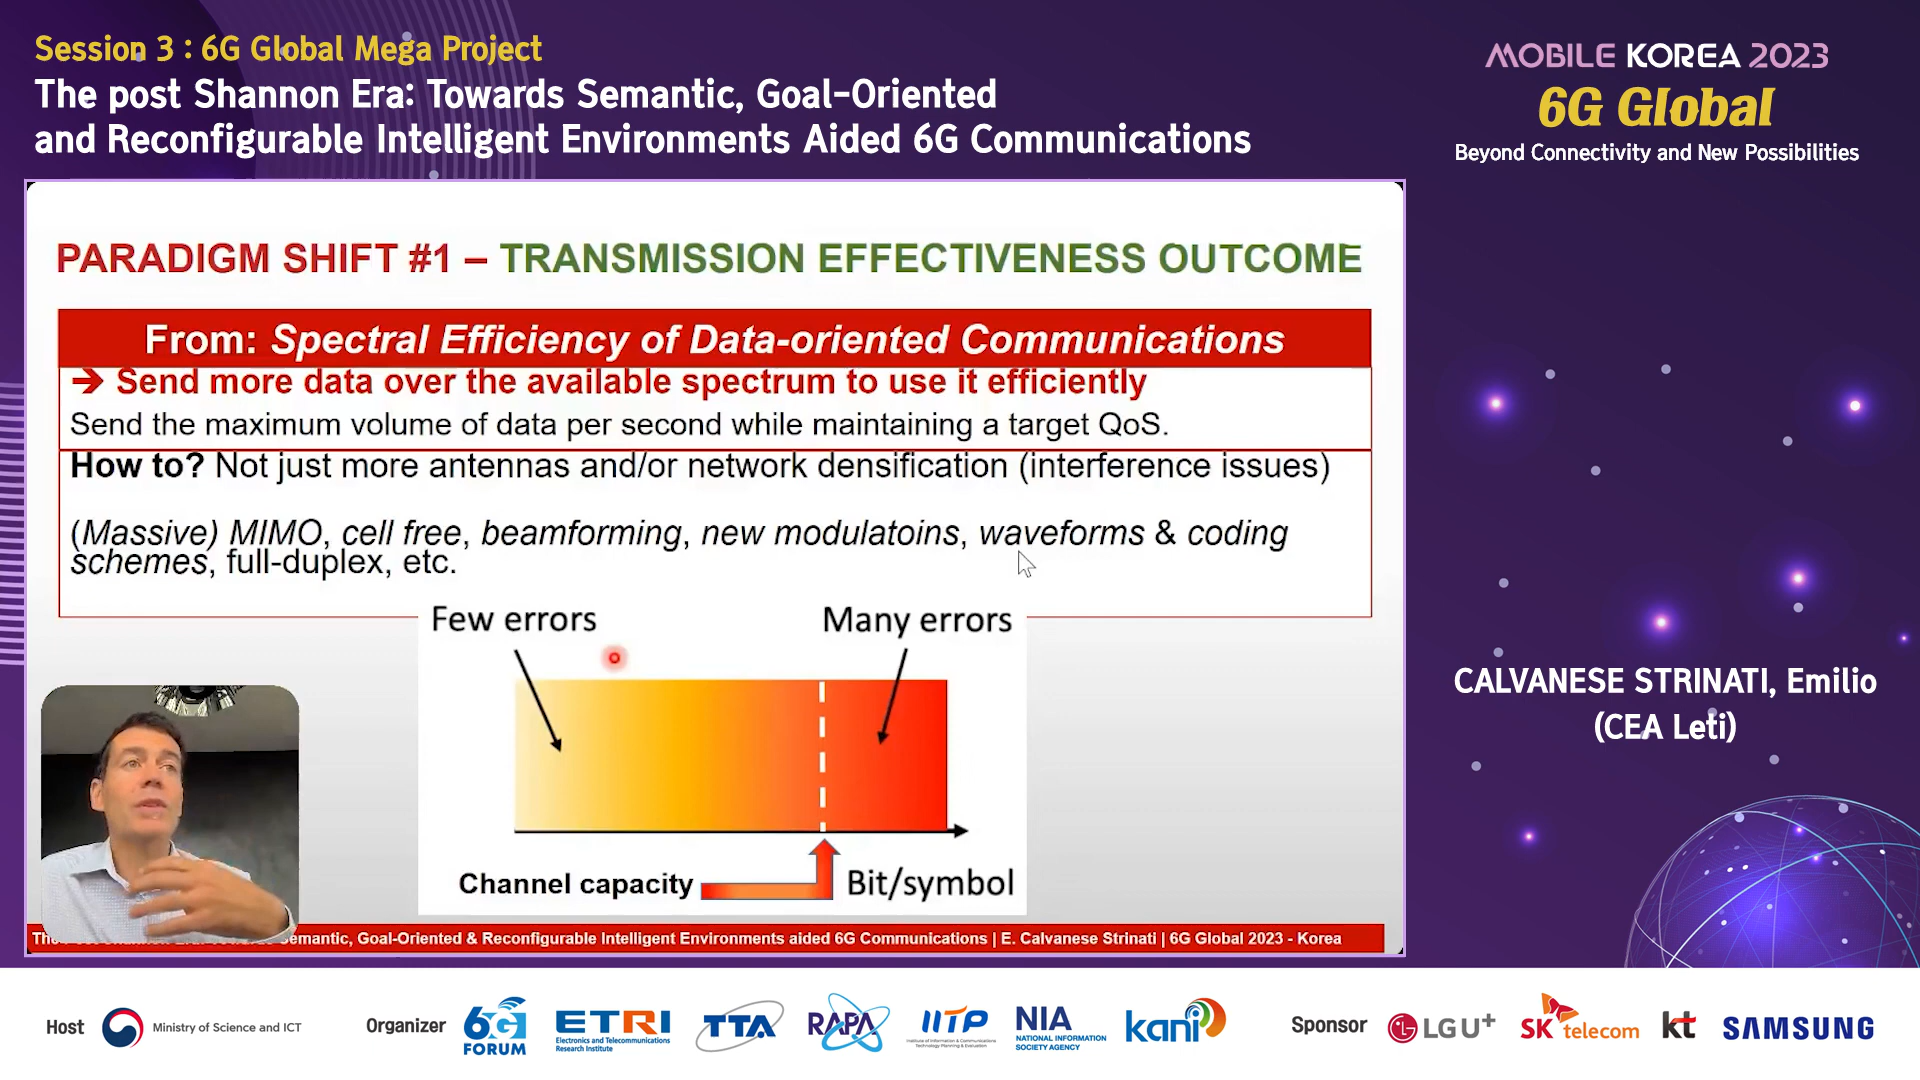 Session 3 : 6G Global Mega Project
The post Shannon Era: Towards Semantic, Goal-Oriented
and Reconfigurable Intelligent Environments Aided 6G Communications
MOBILE KOREA 2023
6G Global
Beyond Connectivity and New Possibilities
PARADIGM SHIFT #1 – TRANSMISSION EFFECTIVENESS OUTCOME
From: Spectral Efficiency of Data-oriented Communications
➔ Send more data over the available spectrum to use it efficiently
Send the maximum volume of data per second while maintaining a target QoS.
How to? Not just more antennas and/or network densification (interference issues)
(Massive) MIMO, cell free, beamforming, new modulatoins, waveforms & coding
schemes, full-duplex, etc.
Few errors
Many errors
Channel capacity
Bit/symbol
CALVANESE STRINATI, Emilio
(CEA Leti)
Semantic, Goal-Oriented & Reconfigurable Intelligent Environments aided 6G Communications | E. Calvanese Strinati | 6G Global 2023 - Korea
Host
Ministry of Science and ICT
Organizer
6G
FORUM
ETRI
Electronics and Telecommunications
Research Institute
TTA
RAPA
IITP
Institute of Information & Communications
Technology Planning & Evaluation
NIA
NATIONAL INFORMATION
SOCIETY AGENCY
kani
Sponsor
LG U+
SK telecom
kt
SAMSUNG